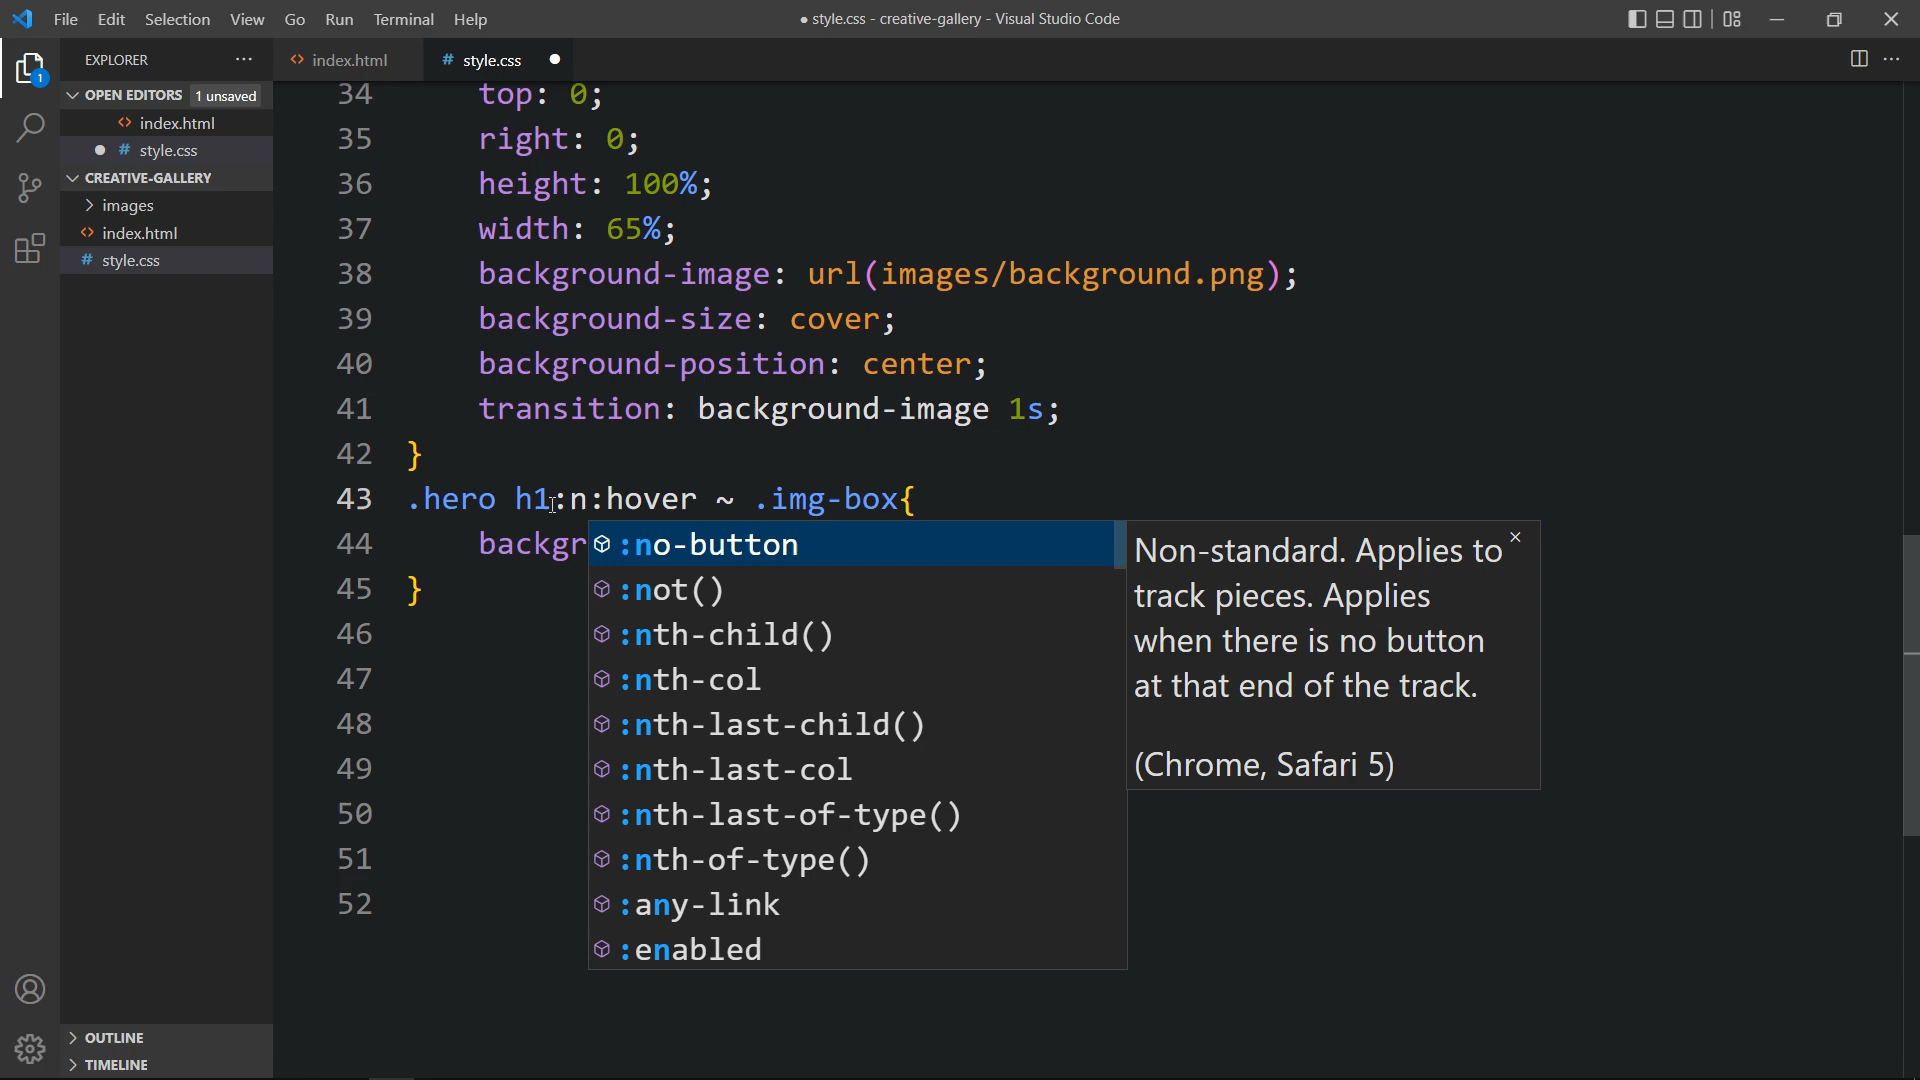 File Edit Selection View Go Run Terminal Help
● style.css - creative-gallery - Visual Studio Code
EXPLORER
OPEN EDITORS 1 unsaved
index.html
# style.css
CREATIVE-GALLERY
images
index.html
# style.css
OUTLINE
TIMELINE
1
index.html
# style.css
34 top: 0;
35 right: 0;
36 height: 100%;
37 width: 65%;
38 background-image: url(images/background.png);
39 background-size: cover;
40 background-position: center;
41 transition: background-image 1s;
42 }
43 .hero h1:n:hover ~ .img-box{
44 backgr
45 }
46
47
48
49
50
51
52
:no-button
:not()
:nth-child()
:nth-col
:nth-last-child()
:nth-last-col
:nth-last-of-type()
:nth-of-type()
:any-link
:enabled
Non-standard. Applies to
track pieces. Applies
when there is no button
at that end of the track.
(Chrome, Safari 5)